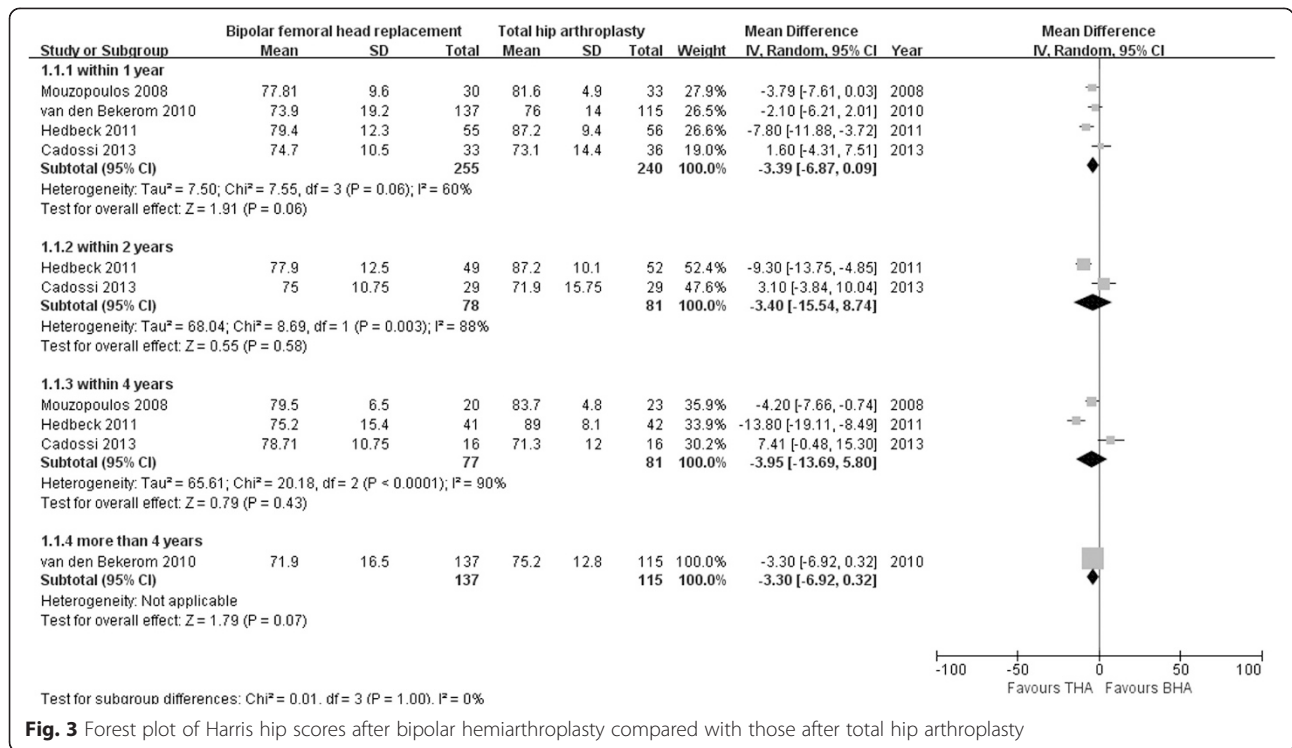 Bipolar femoral head replacement Total hip arthroplasty Mean Difference Mean Difference
Study or Subgroup Mean SD Total Mean SD Total Weight IV, Random, 95% CI Year IV, Random, 95% CI
1.1.1 within 1 year
Mouzopoulos 2008 77.81 9.6 30 81.6 4.9 33 27.9% -3.79 [-7.61, 0.03] 2008
van den Bekerom 2010 73.9 19.2 137 76 14 115 26.5% -2.10 [-6.21, 2.01] 2010
Hedbeck 2011 79.4 12.3 55 87.2 9.4 56 26.6% -7.80 [-11.88, -3.72] 2011
Cadossi 2013 74.7 10.5 33 73.1 14.4 36 19.0% 1.60 [-4.31, 7.51] 2013
Subtotal (95% CI) 255 240 100.0% -3.39 [-6.87, 0.09]
Heterogeneity: Tau² = 7.50; Chi² = 7.55, df = 3 (P = 0.06); I² = 60%
Test for overall effect: Z = 1.91 (P = 0.06)
1.1.2 within 2 years
Hedbeck 2011 77.9 12.5 49 87.2 10.1 52 52.4% -9.30 [-13.75, -4.85] 2011
Cadossi 2013 75 10.75 29 71.9 15.75 29 47.6% 3.10 [-3.84, 10.04] 2013
Subtotal (95% CI) 78 81 100.0% -3.40 [-15.54, 8.74]
Heterogeneity: Tau² = 68.04; Chi² = 8.69, df = 1 (P = 0.003); I² = 88%
Test for overall effect: Z = 0.55 (P = 0.58)
1.1.3 within 4 years
Mouzopoulos 2008 79.5 6.5 20 83.7 4.8 23 35.9% -4.20 [-7.66, -0.74] 2008
Hedbeck 2011 75.2 15.4 41 89 8.1 42 33.9% -13.80 [-19.11, -8.49] 2011
Cadossi 2013 78.71 10.75 16 71.3 12 16 30.2% 7.41 [-0.48, 15.30] 2013
Subtotal (95% CI) 77 81 100.0% -3.95 [-13.69, 5.80]
Heterogeneity: Tau² = 65.61; Chi² = 20.18, df = 2 (P < 0.0001); I² = 90%
Test for overall effect: Z = 0.79 (P = 0.43)
1.1.4 more than 4 years
van den Bekerom 2010 71.9 16.5 137 75.2 12.8 115 100.0% -3.30 [-6.92, 0.32] 2010
Subtotal (95% CI) 137 115 100.0% -3.30 [-6.92, 0.32]
Heterogeneity: Not applicable
Test for overall effect: Z = 1.79 (P = 0.07)
-100 -50 0 50 100
Favours THA Favours BHA
Test for subgroup differences: Chi² = 0.01, df = 3 (P = 1.00), I² = 0%
Fig. 3 Forest plot of Harris hip scores after bipolar hemiarthroplasty compared with those after total hip arthroplasty